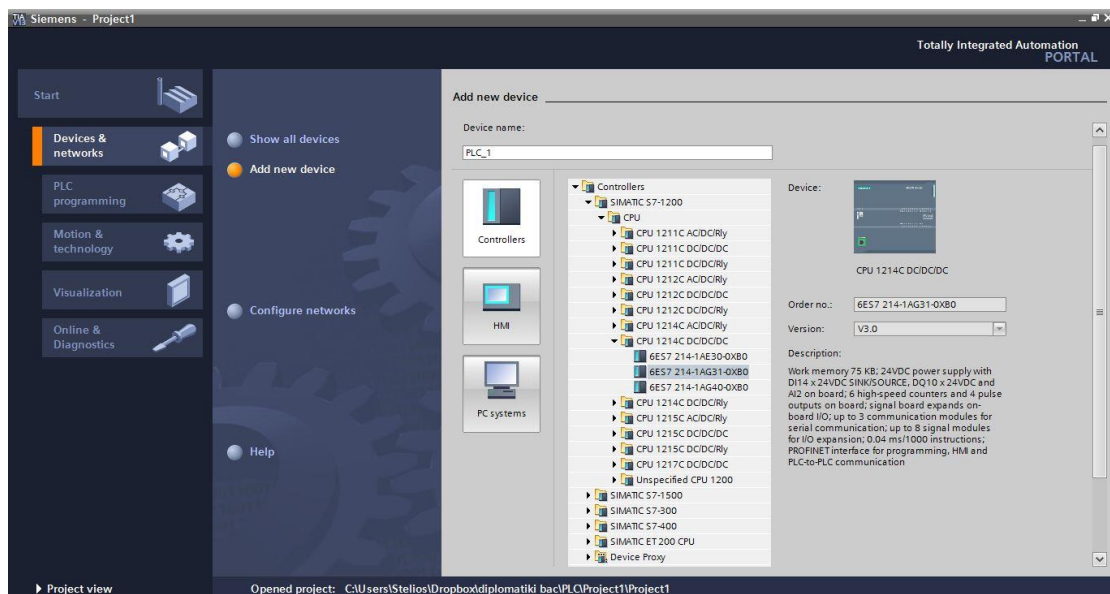 Siemens - Project1
Totally Integrated Automation
PORTAL
Start
Devices &
networks
PLC
programming
Motion &
technology
Visualization
Online &
Diagnostics
Project view
Show all devices
Add new device
Configure networks
Help
Add new device
Device name:
PLC_1
Controllers
HMI
PC systems
Controllers
SIMATIC S7-1200
CPU
CPU 1211C AC/DC/Rly
CPU 1211C DC/DC/DC
CPU 1211C DC/DC/Rly
CPU 1212C AC/DC/Rly
CPU 1212C DC/DC/DC
CPU 1212C DC/DC/Rly
CPU 1214C AC/DC/Rly
CPU 1214C DC/DC/DC
6ES7 214-1AE30-0XB0
6ES7 214-1AG31-0XB0
6ES7 214-1AG40-0XB0
CPU 1214C DC/DC/Rly
CPU 1215C AC/DC/Rly
CPU 1215C DC/DC/DC
CPU 1215C DC/DC/Rly
CPU 1217C DC/DC/DC
Unspecified CPU 1200
SIMATIC S7-1500
SIMATIC S7-300
SIMATIC S7-400
SIMATIC ET 200 CPU
Device Proxy
Device:
CPU 1214C DC/DC/DC
Order no.: 6ES7 214-1AG31-0XB0
Version: V3.0
Description:
Work memory 75 KB; 24VDC power supply with
DI14 x 24VDC SINK/SOURCE, DQ10 x 24VDC and
AI2 on board; 6 high-speed counters and 4 pulse
outputs on board; signal board expands on-
board I/O; up to 3 communication modules for
serial communication; up to 8 signal modules
for I/O expansion; 0.04 ms/1000 instructions;
PROFINET interface for programming, HMI and
PLC-to-PLC communication
Opened project: C:\Users\Stelios\Dropbox\diplomatiki bac\PLC\Project1\Project1